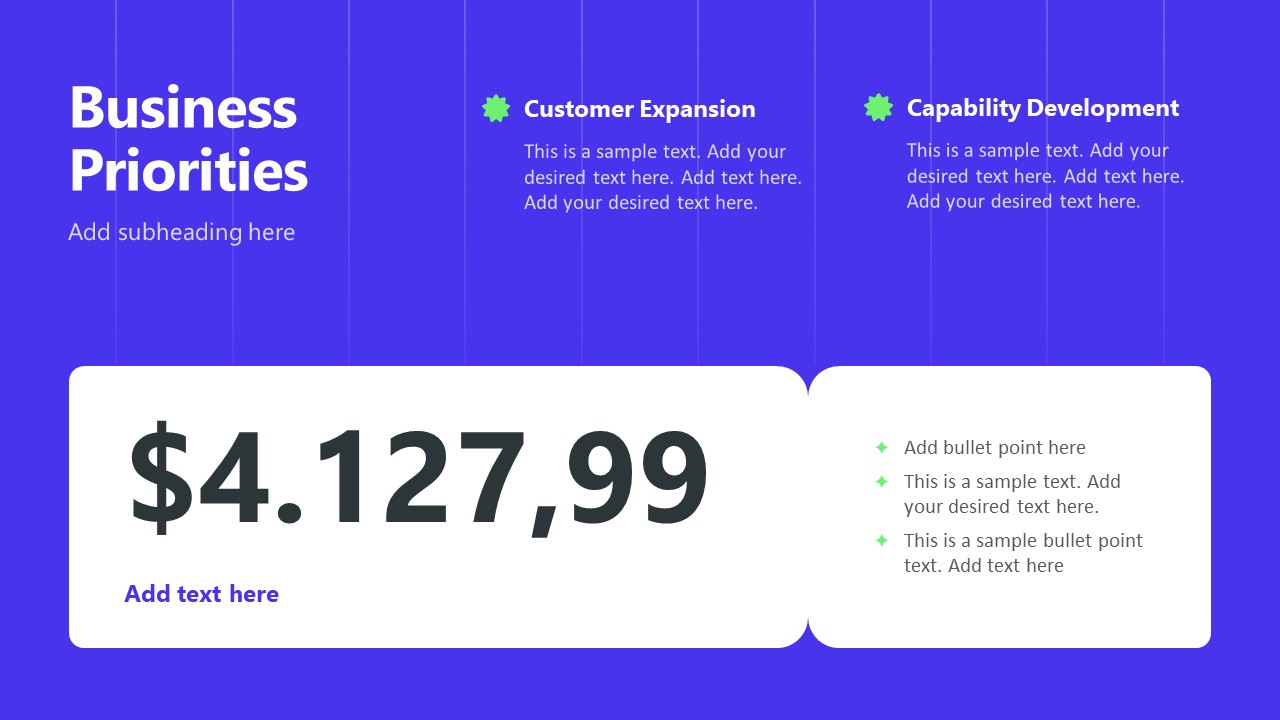 Business
Priorities
Add subheading here
Customer Expansion
This is a sample text. Add your
desired text here. Add text here.
Add your desired text here.
Capability Development
This is a sample text. Add your
desired text here. Add text here.
Add your desired text here.
$4.127,99
Add text here
Add bullet point here
This is a sample text. Add
your desired text here.
This is a sample bullet point
text. Add text here